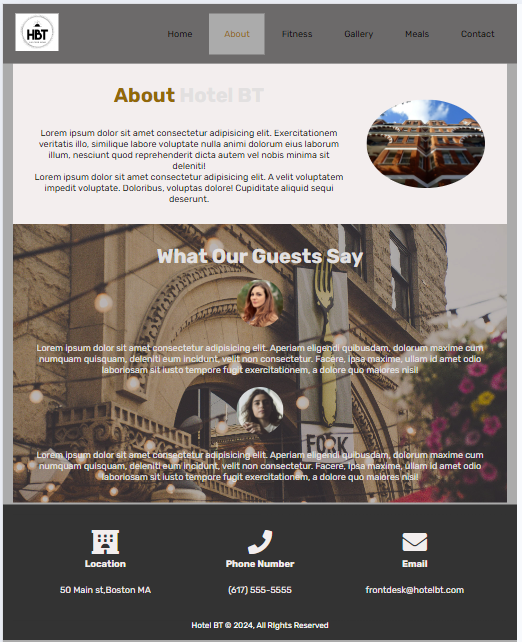 HBT
Home About Fitness Gallery Meals Contact
About Hotel BT
Lorem ipsum dolor sit amet consectetur adipisicing elit. Exercitationem
veritatis illo, similique labore voluptate nulla animi dolorum eius laborum
illum, nesciunt quod reprehenderit dicta autem vel nobis minima sit
deleniti!
Lorem ipsum dolor sit amet consectetur adipisicing elit. A velit voluptatem
impedit voluptate. Doloribus, voluptas dolore! Cupiditate aliquid sequi
deserunt.
What Our Guests Say
Lorem ipsum dolor sit amet consectetur adipisicing elit. Aperiam eligendi quibusdam, dolorum maxime cum
numquam quisquam, deleniti eum incidunt, velit non consectetur. Facere, ipsa maxime, ullam id amet odio
laboriosam sit iusto tempore fugit exercitationem, a dolore quo maiores nisi!
Lorem ipsum dolor sit amet consectetur adipisicing elit. Aperiam eligendi quibusdam, dolorum maxime cum
numquam quisquam, deleniti eum incidunt, velit non consectetur. Facere, ipsa maxime, ullam id amet odio
laboriosam sit iusto tempore fugit exercitationem, a dolore quo maiores nisi!
FORK
Location Phone Number Email
50 Main st,Boston MA (617) 555-5555 frontdesk@hotelbt.com
Hotel BT © 2024, All Rights Reserved